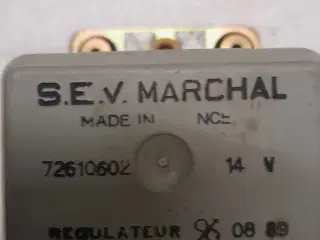 S.E.V. MARCHAL
MADE IN NCE
72610602 14 V
REGULATEUR 08 89